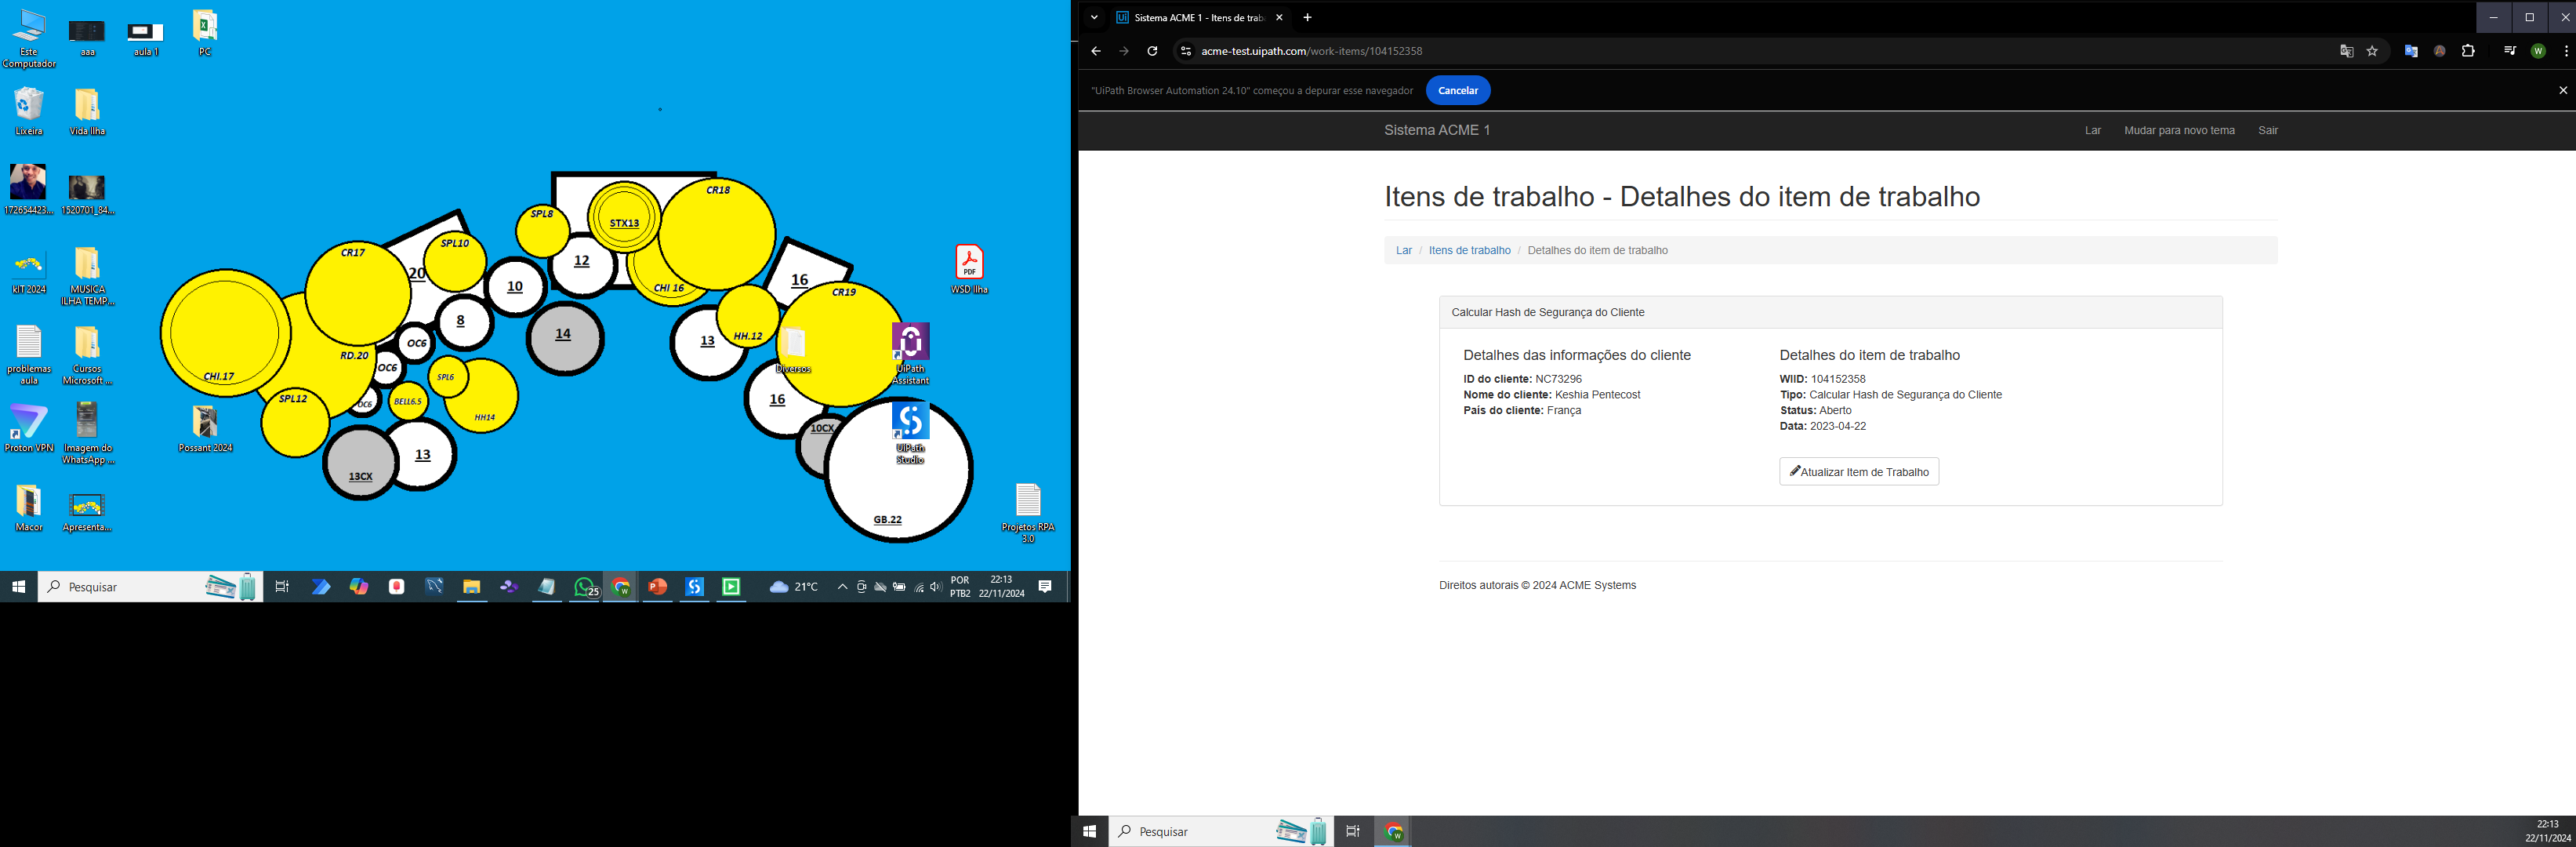 Este
Computador
aaa
aula 1
PC
Lixeira
Vida Ilha
172654423...
1520701_84...
kIT 2024
MUSICA
ILHA TEMP...
problemas
aula
Cursos
Microsoft ...
Proton VPN
Imagem do
WhatsApp ...
Possant 2024
Macor
Apresenta...
CHI.17
CR17
RD.20
SPL12
20
SPL10
OC6
OC6
OC6
8
10
SPL6
BELL6.5
HH14
13CX
13
SPL8
12
14
STX13
CHI 16
CR18
13
HH.12
16
CR19
16
10CX
GB.22
Diversos
WSD Ilha
PDF
UiPath
Assistant
UiPath
Studio
Projetos RPA
3.0
Pesquisar
25
21°C
POR
PTB2
22:13
22/11/2024
Sistema ACME 1 - Itens de trab
acme-test.uipath.com/work-items/104152358
W
"UiPath Browser Automation 24.10" começou a depurar esse navegador
Cancelar
Sistema ACME 1
Lar
Mudar para novo tema
Sair
Itens de trabalho - Detalhes do item de trabalho
Lar / Itens de trabalho / Detalhes do item de trabalho
Calcular Hash de Segurança do Cliente
Detalhes das informações do cliente
ID do cliente: NC73296
Nome do cliente: Keshia Pentecost
País do cliente: França
Detalhes do item de trabalho
WIID: 104152358
Tipo: Calcular Hash de Segurança do Cliente
Status: Aberto
Data: 2023-04-22
Atualizar Item de Trabalho
Direitos autorais © 2024 ACME Systems
Pesquisar
22:13
22/11/2024